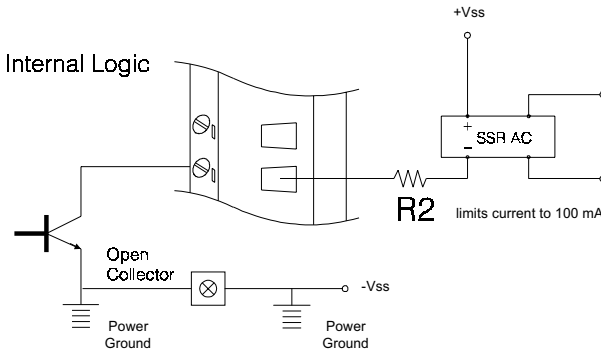 +Vss
Internal Logic
+
−
SSR AC
R2
limits current to 100 mA
Open
Collector
-Vss
Power
Ground
Power
Ground